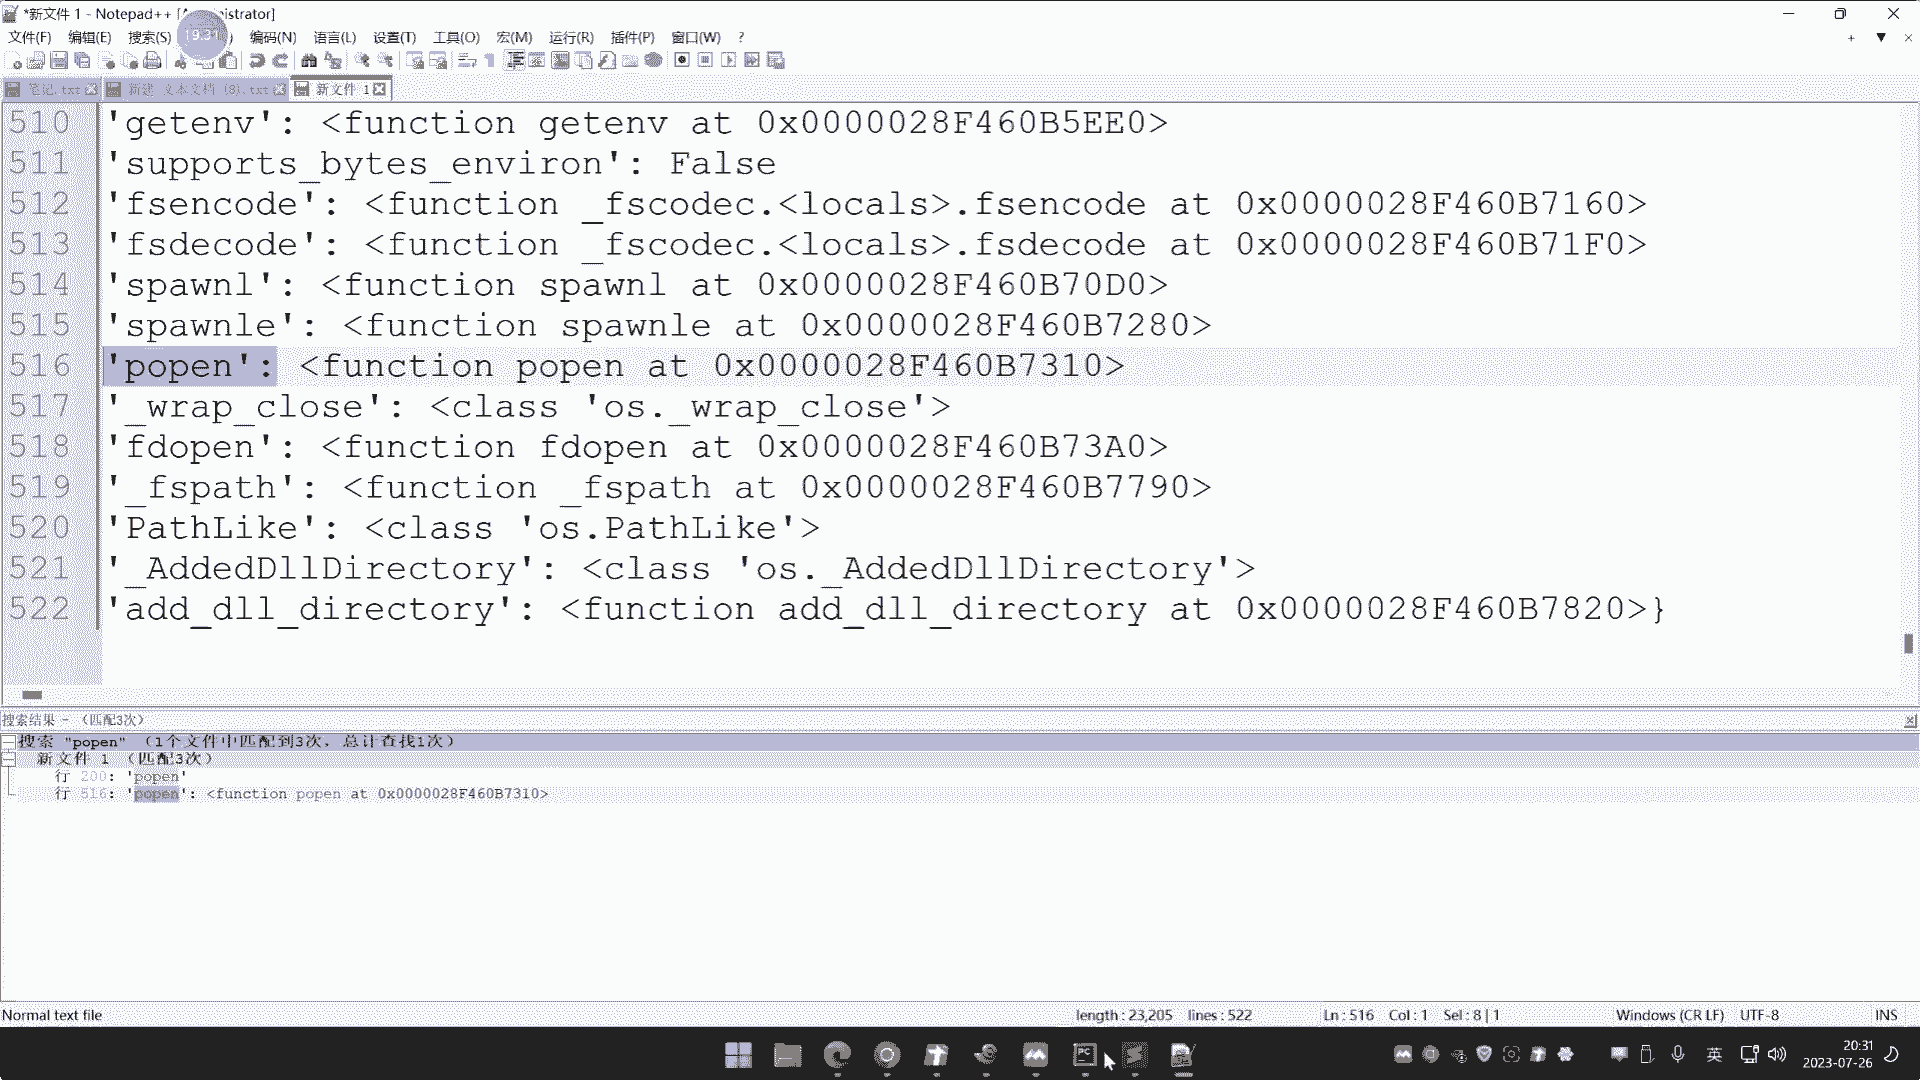 *新文件 1 - Notepad++ [Administrator]
文件(F) 编辑(E) 搜索(S) 19:31 编码(N) 语言(L) 设置(T) 工具(O) 宏(M) 运行(R) 插件(P) 窗口(W) ?
笔记.txt 新建 文本文档 (8).txt 新文件 1
510 'getenv': <function getenv at 0x0000028F460B5EE0>
511 'supports_bytes_environ': False
512 'fsencode': <function _fscodec.<locals>.fsencode at 0x0000028F460B7160>
513 'fsdecode': <function _fscodec.<locals>.fsdecode at 0x0000028F460B71F0>
514 'spawnl': <function spawnl at 0x0000028F460B70D0>
515 'spawnle': <function spawnle at 0x0000028F460B7280>
516 'popen': <function popen at 0x0000028F460B7310>
517 '_wrap_close': <class 'os._wrap_close'>
518 'fdopen': <function fdopen at 0x0000028F460B73A0>
519 '_fspath': <function _fspath at 0x0000028F460B7790>
520 'PathLike': <class 'os.PathLike'>
521 '_AddedDllDirectory': <class 'os._AddedDllDirectory'>
522 'add_dll_directory': <function add_dll_directory at 0x0000028F460B7820>}
搜索结果 - （匹配3次）
搜索 "popen" （1个文件中匹配到3次，总计查找1次）
新文件 1 （匹配3次）
行 200: 'popen'
行 516: 'popen': <function popen at 0x0000028F460B7310>
Normal text file length : 23,205 lines : 522 Ln : 516 Col : 1 Sel : 8 | 1 Windows (CR LF) UTF-8 INS
PC 英 20:31
2023-07-26